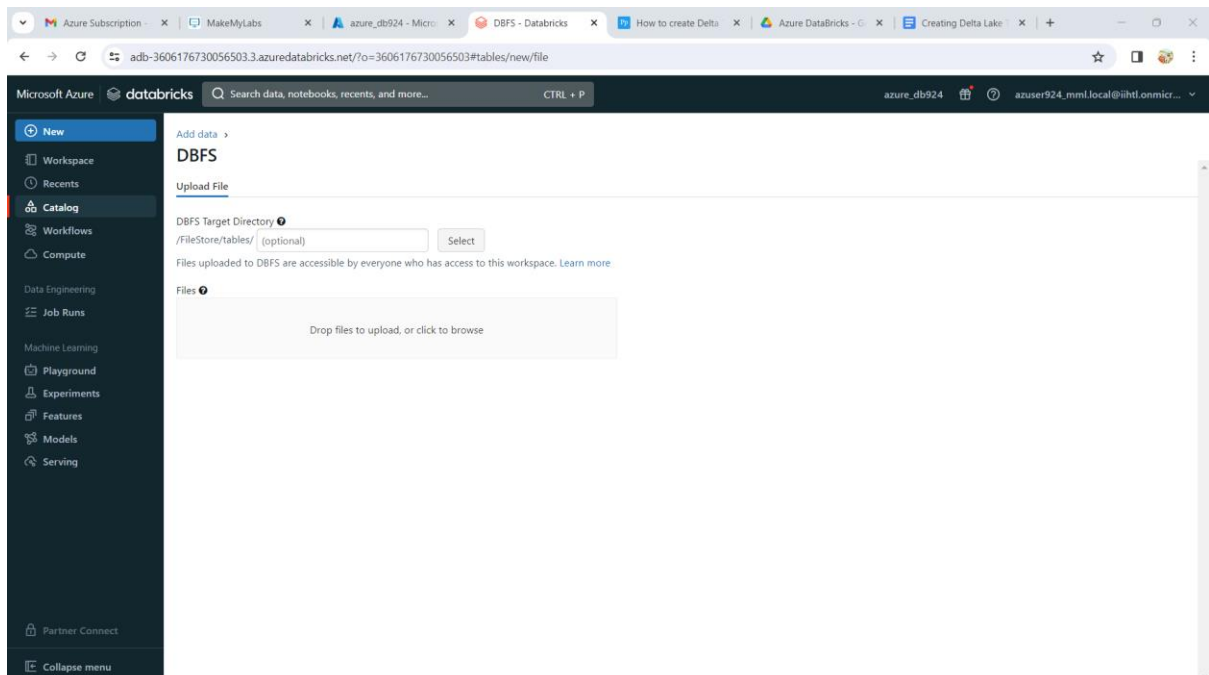 Azure Subscription -
MakeMyLabs
azure_db924 - Micro
DBFS - Databricks
How to create Delta
Azure DataBricks - G
Creating Delta Lake
adb-3606176730056503.3.azuredatabricks.net/?o=3606176730056503#tables/new/file
Microsoft Azure databricks Search data, notebooks, recents, and more... CTRL + P azure_db924 azuser924_mml.local@iihtl.onmicr...
New
Workspace
Recents
Catalog
Workflows
Compute
Data Engineering
Job Runs
Machine Learning
Playground
Experiments
Features
Models
Serving
Partner Connect
Collapse menu
Add data >
DBFS
Upload File
DBFS Target Directory
/FileStore/tables/ (optional) Select
Files uploaded to DBFS are accessible by everyone who has access to this workspace. Learn more
Files
Drop files to upload, or click to browse